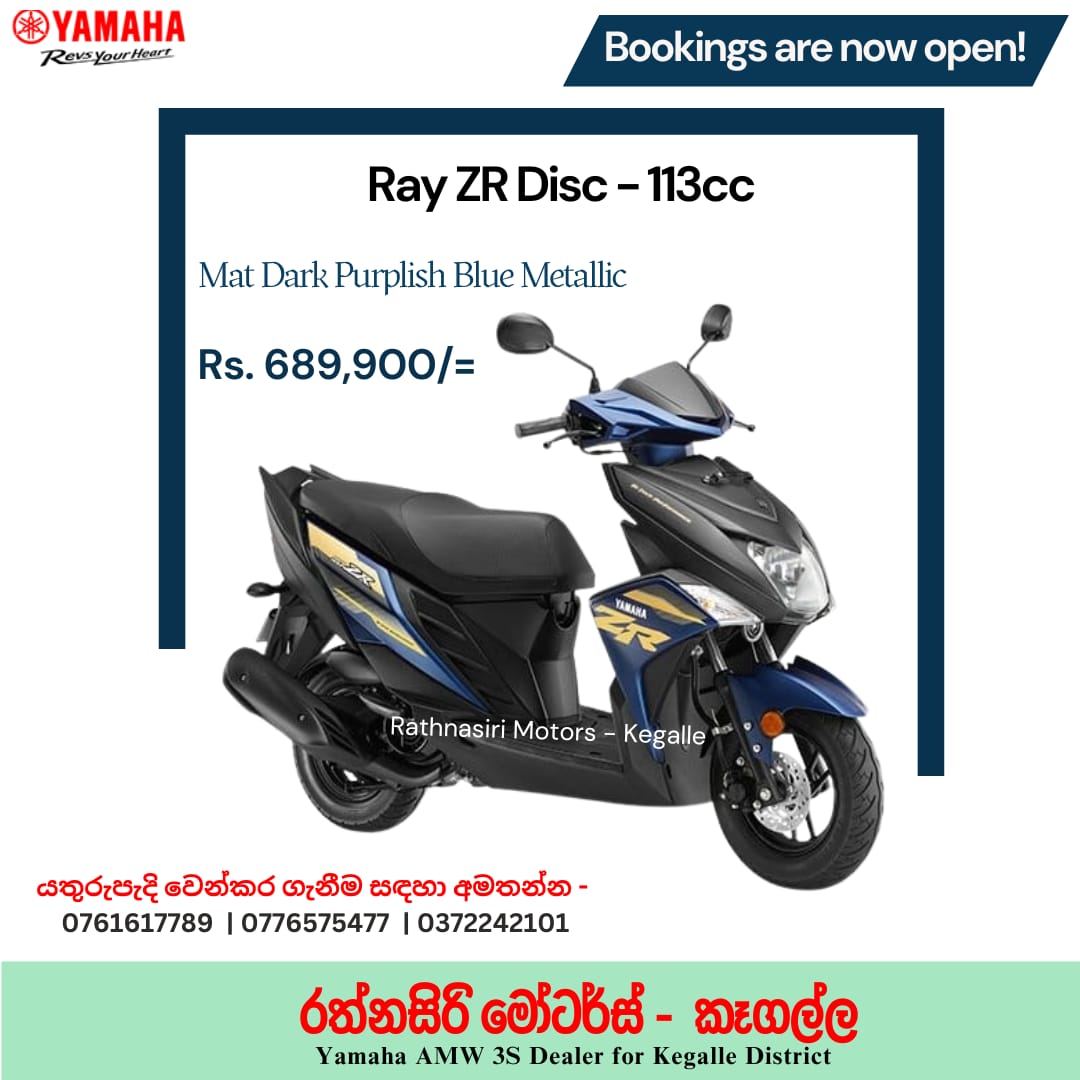 YAMAHA
Revs Your Heart
Bookings are now open!
Ray ZR Disc - 113cc
Mat Dark Purplish Blue Metallic
Rs. 689,900/=
YAMAHA
ZR
ZR
Rathnasiri Motors - Kegalle
යතුරුපැදි වෙන්කර ගැනීම සඳහා අමතන්න -
0761617789 | 0776575477 | 0372242101
රත්නසිරි මෝටර්ස් - කෑගල්ල
Yamaha AMW 3S Dealer for Kegalle District